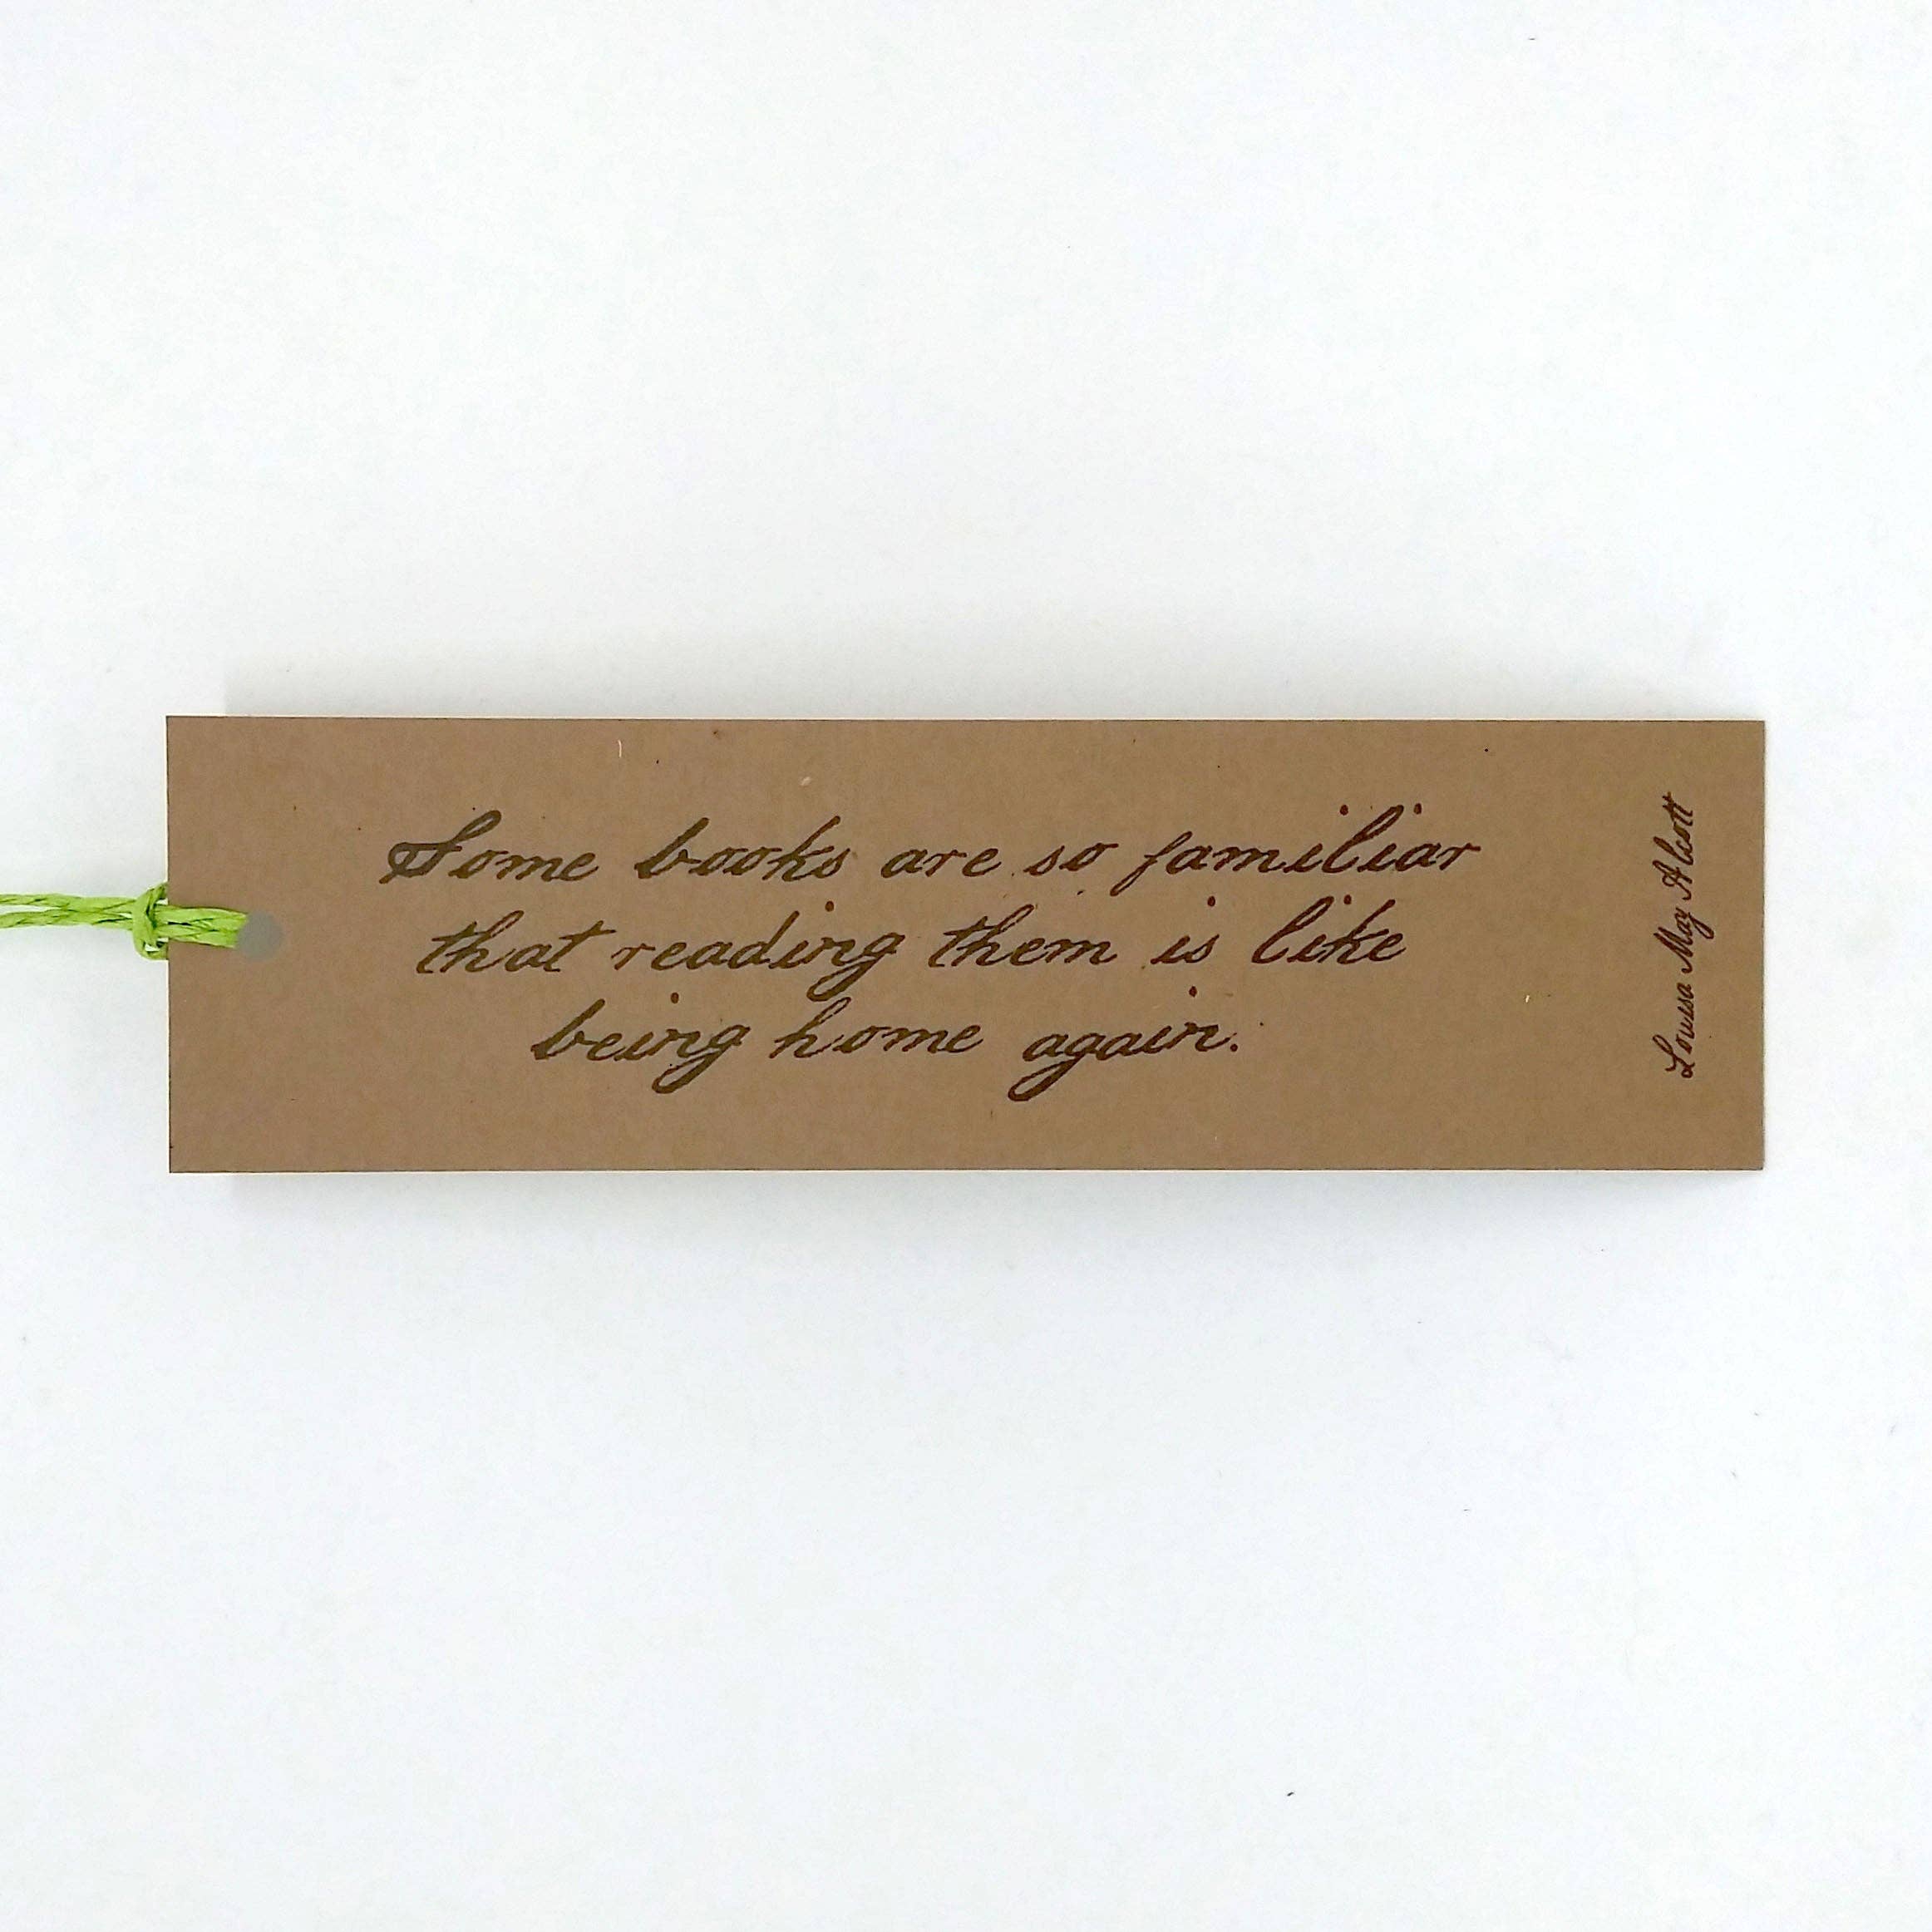 Some books are so familiar
that reading them is like
being home again.
Louisa May Alcott